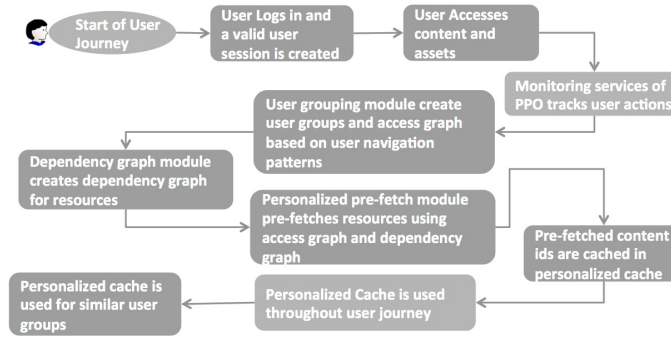 Start of User
Journey
User Logs in and
a valid user
session is created
User Accesses
content and
assets
Monitoring services of
PPO tracks user actions
User grouping module create
user groups and access graph
based on user navigation
patterns
Dependency graph module
creates dependency graph
for resources
Personalized pre-fetch module
pre-fetches resources using
access graph and dependency
graph
Pre-fetched content
ids are cached in
personalized cache
Personalized Cache is used
throughout user journey
Personalized cache is
used for similar user
groups